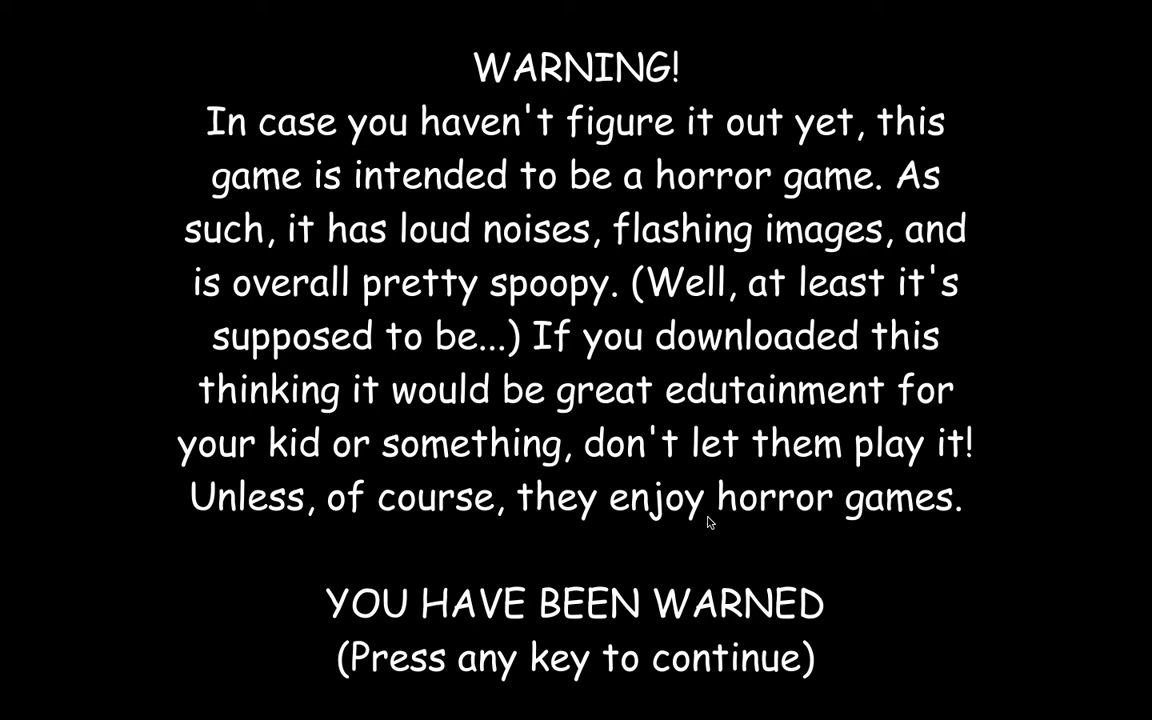 WARNING!
In case you haven't figure it out yet, this
game is intended to be a horror game. As
such, it has loud noises, flashing images, and
is overall pretty spoopy. (Well, at least it's
supposed to be...) If you downloaded this
thinking it would be great edutainment for
your kid or something, don't let them play it!
Unless, of course, they enjoy horror games.
YOU HAVE BEEN WARNED
(Press any key to continue)